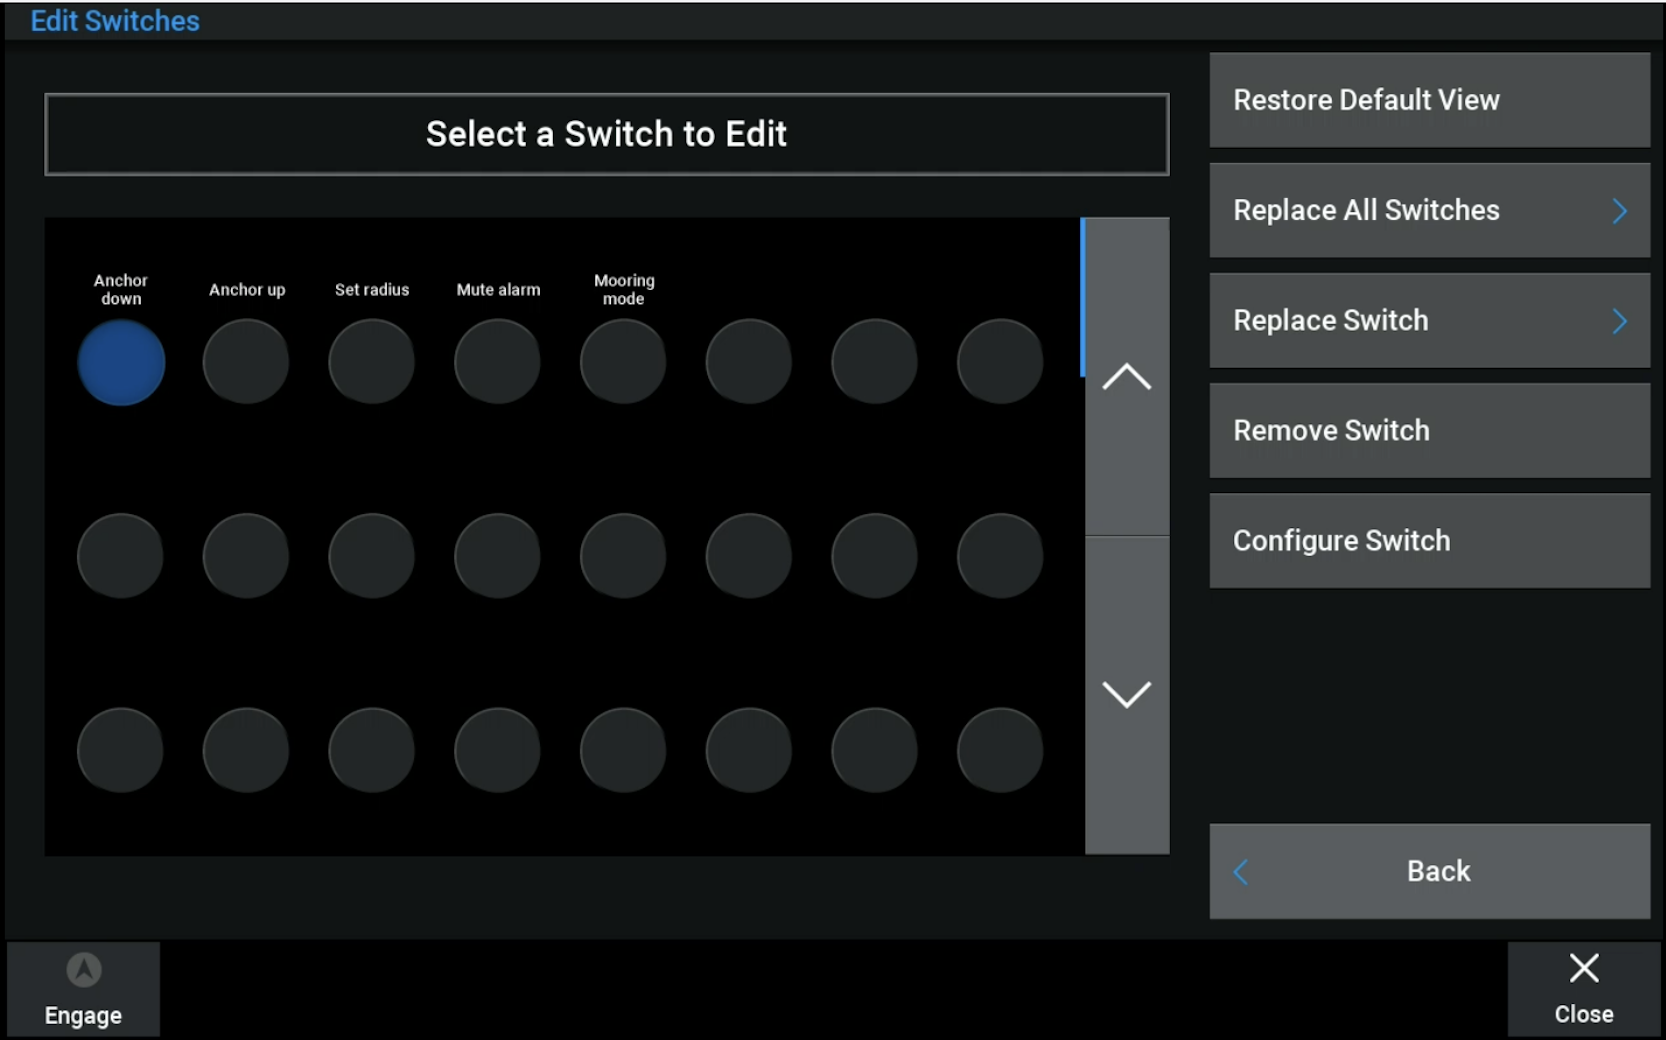 Edit Switches
Select a Switch to Edit
Anchor
down
Anchor up
Set radius
Mute alarm
Mooring
mode
Restore Default View
Replace All Switches
Replace Switch
Remove Switch
Configure Switch
Back
Engage
Close